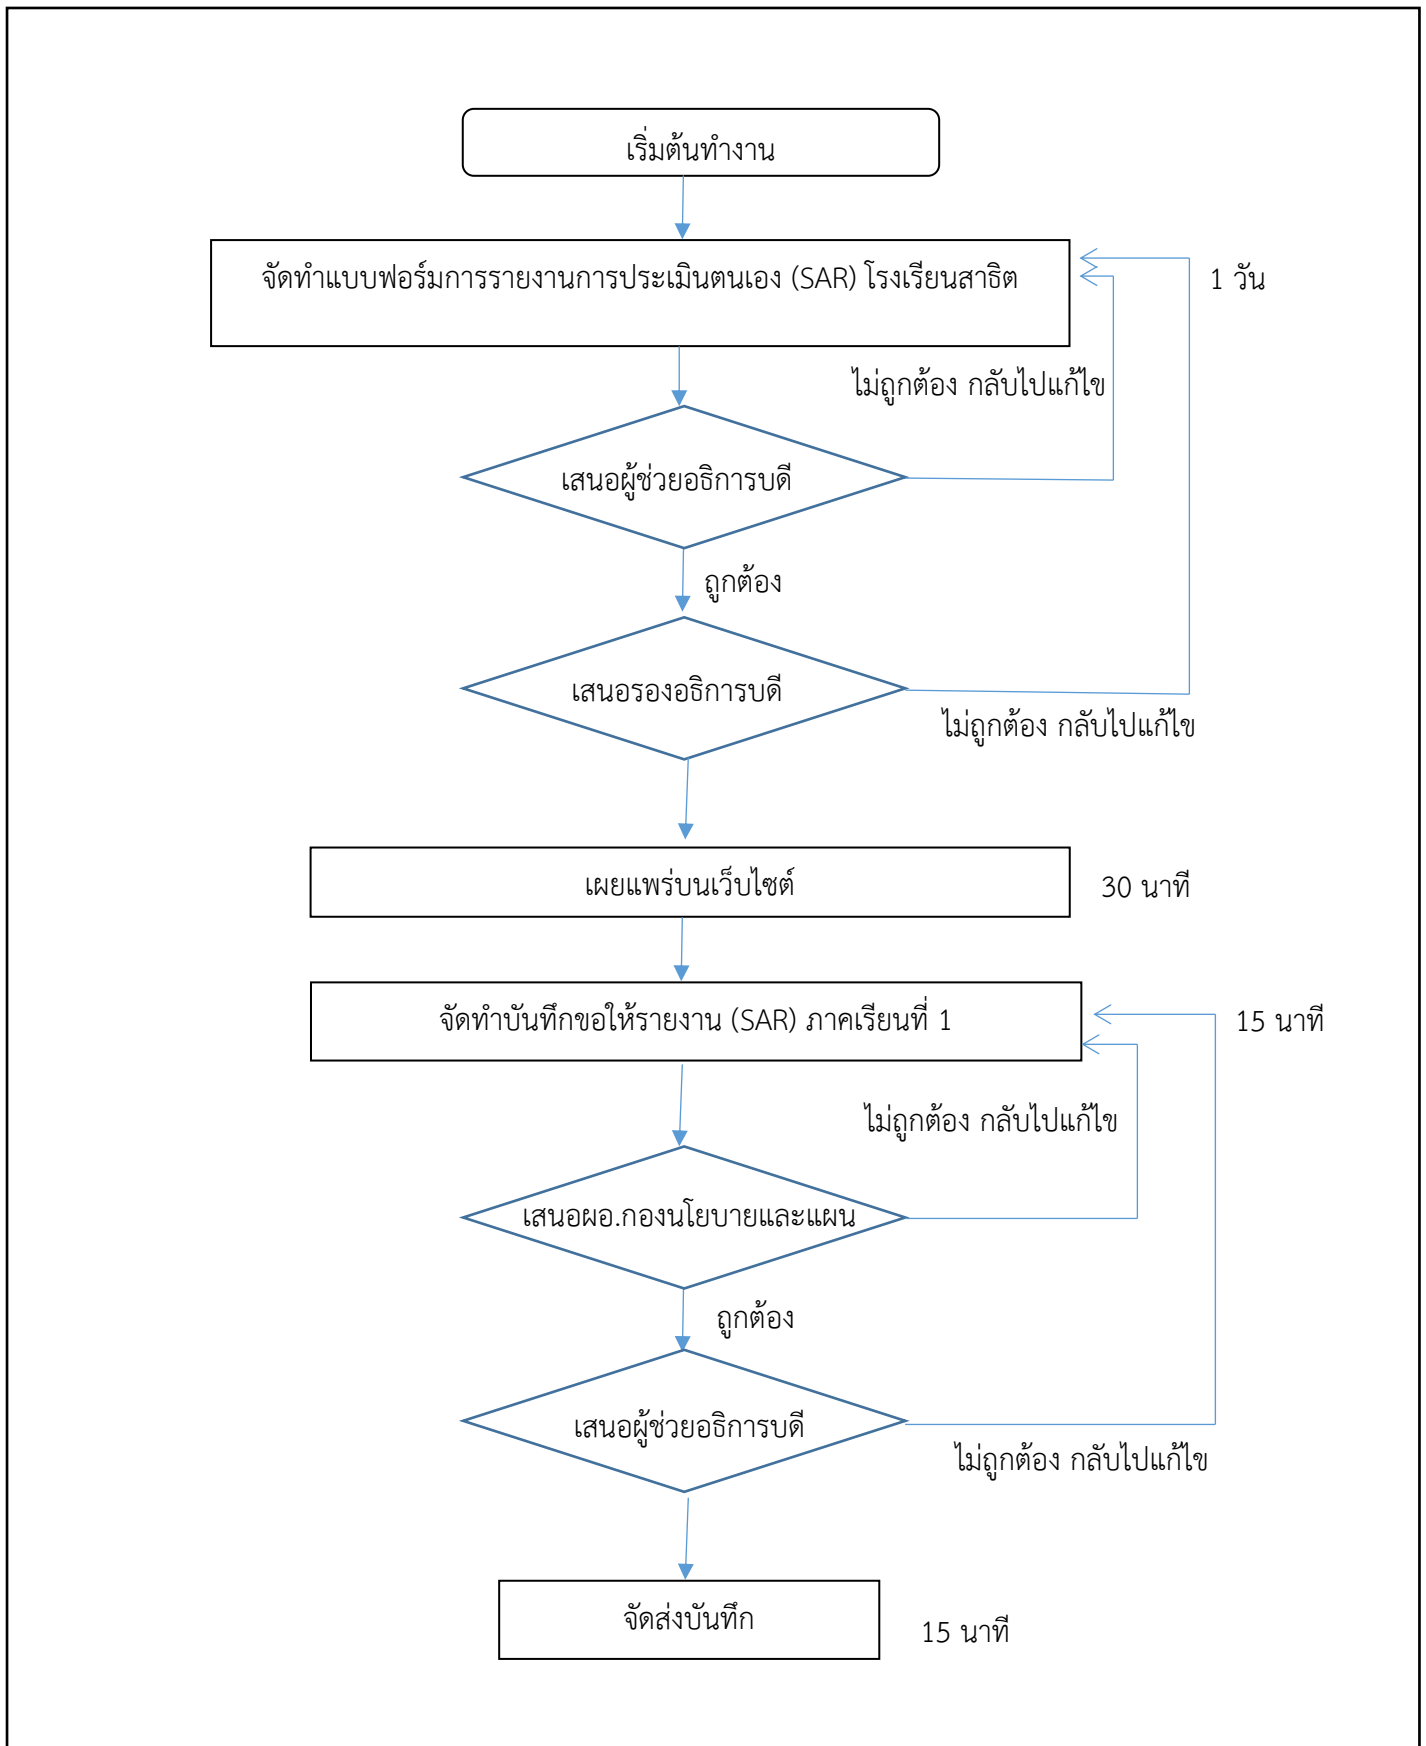 เริ่มต้นทำงาน
จัดทำแบบฟอร์มการรายงานการประเมินตนเอง (SAR) โรงเรียนสาธิต
1 วัน
ไม่ถูกต้อง กลับไปแก้ไข
เสนอผู้ช่วยอธิการบดี
ถูกต้อง
เสนอรองอธิการบดี
ไม่ถูกต้อง กลับไปแก้ไข
เผยแพร่บนเว็บไซต์
30 นาที
จัดทำบันทึกขอให้รายงาน (SAR) ภาคเรียนที่ 1
15 นาที
ไม่ถูกต้อง กลับไปแก้ไข
เสนอผอ.กองนโยบายและแผน
ถูกต้อง
เสนอผู้ช่วยอธิการบดี
ไม่ถูกต้อง กลับไปแก้ไข
จัดส่งบันทึก
15 นาที